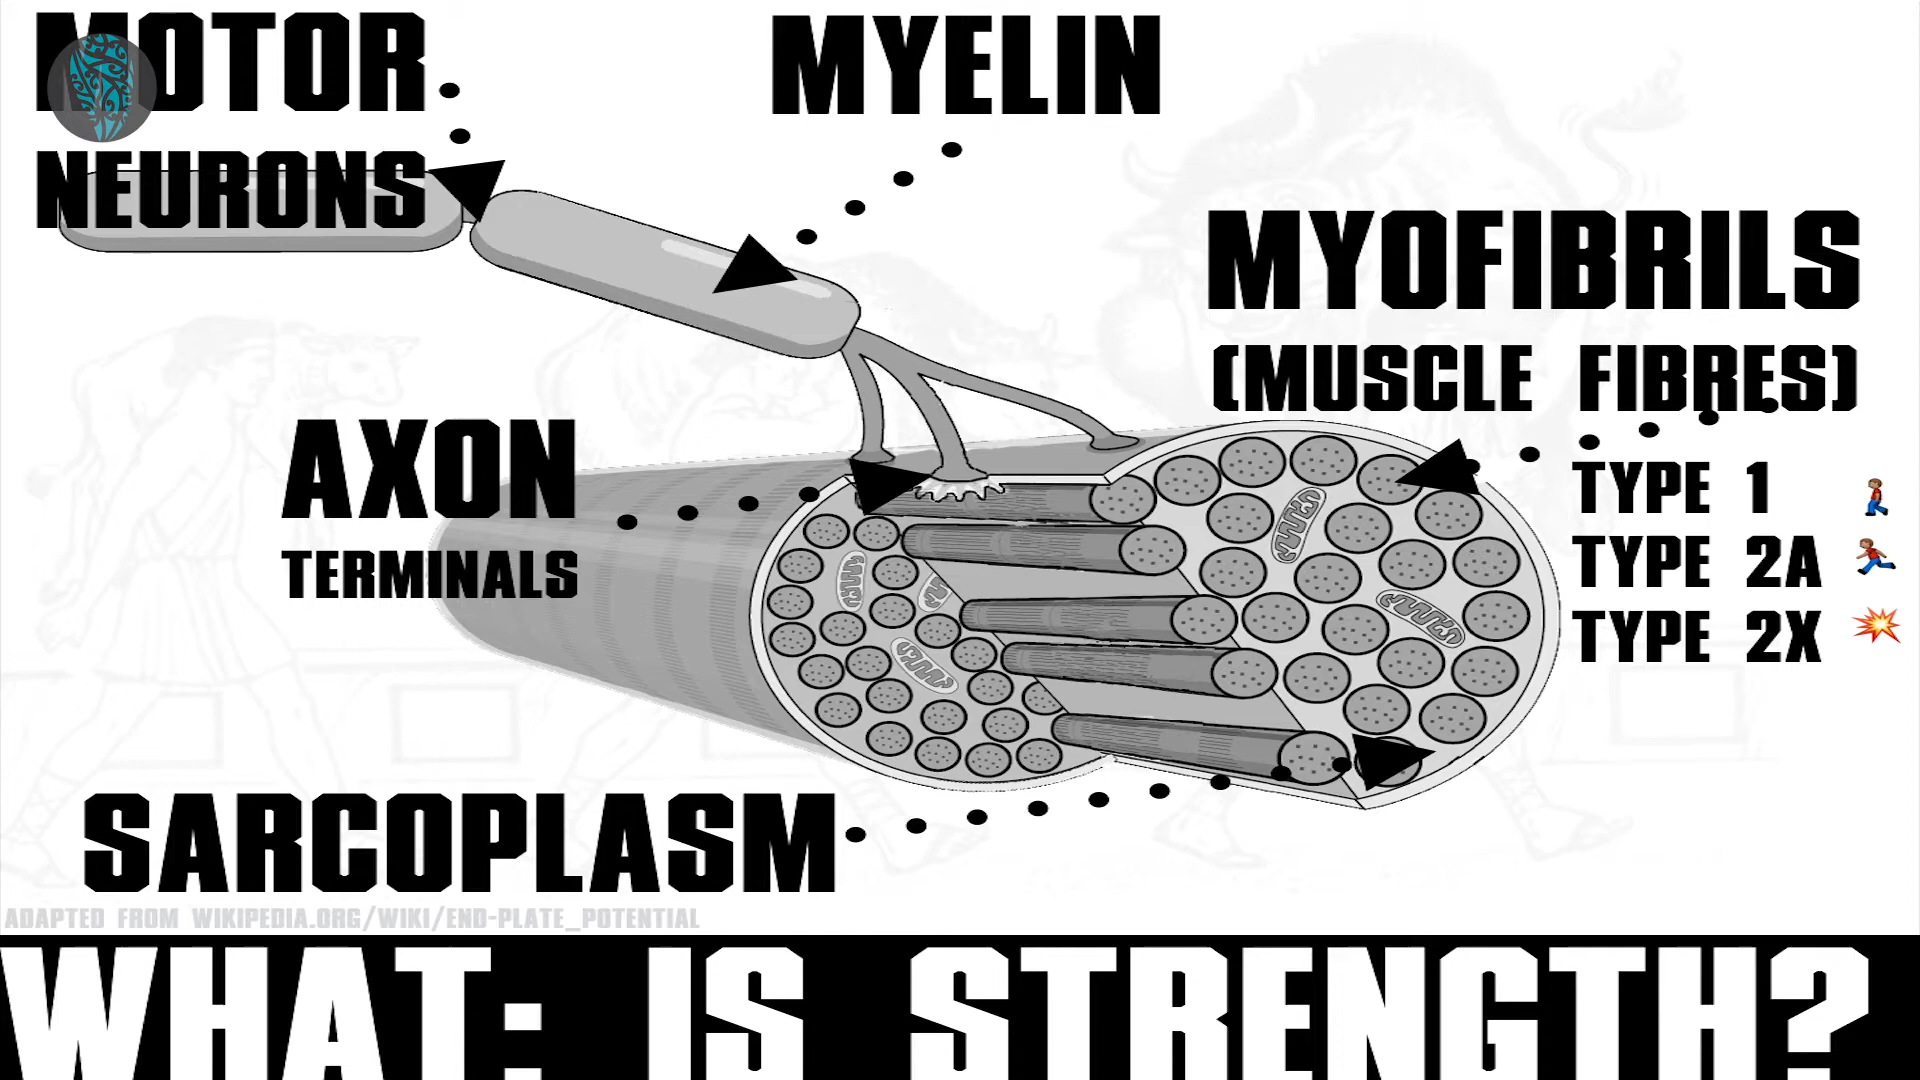 MOTOR
NEURONS
MYELIN
MYOFIBRILS
(MUSCLE FIBRES)
TYPE 1
TYPE 2A
TYPE 2X
AXON
TERMINALS
SARCOPLASM
ADAPTED FROM WIKIPEDIA.ORG/WIKI/END-PLATE_POTENTIAL
WHAT: IS STRENGTH?